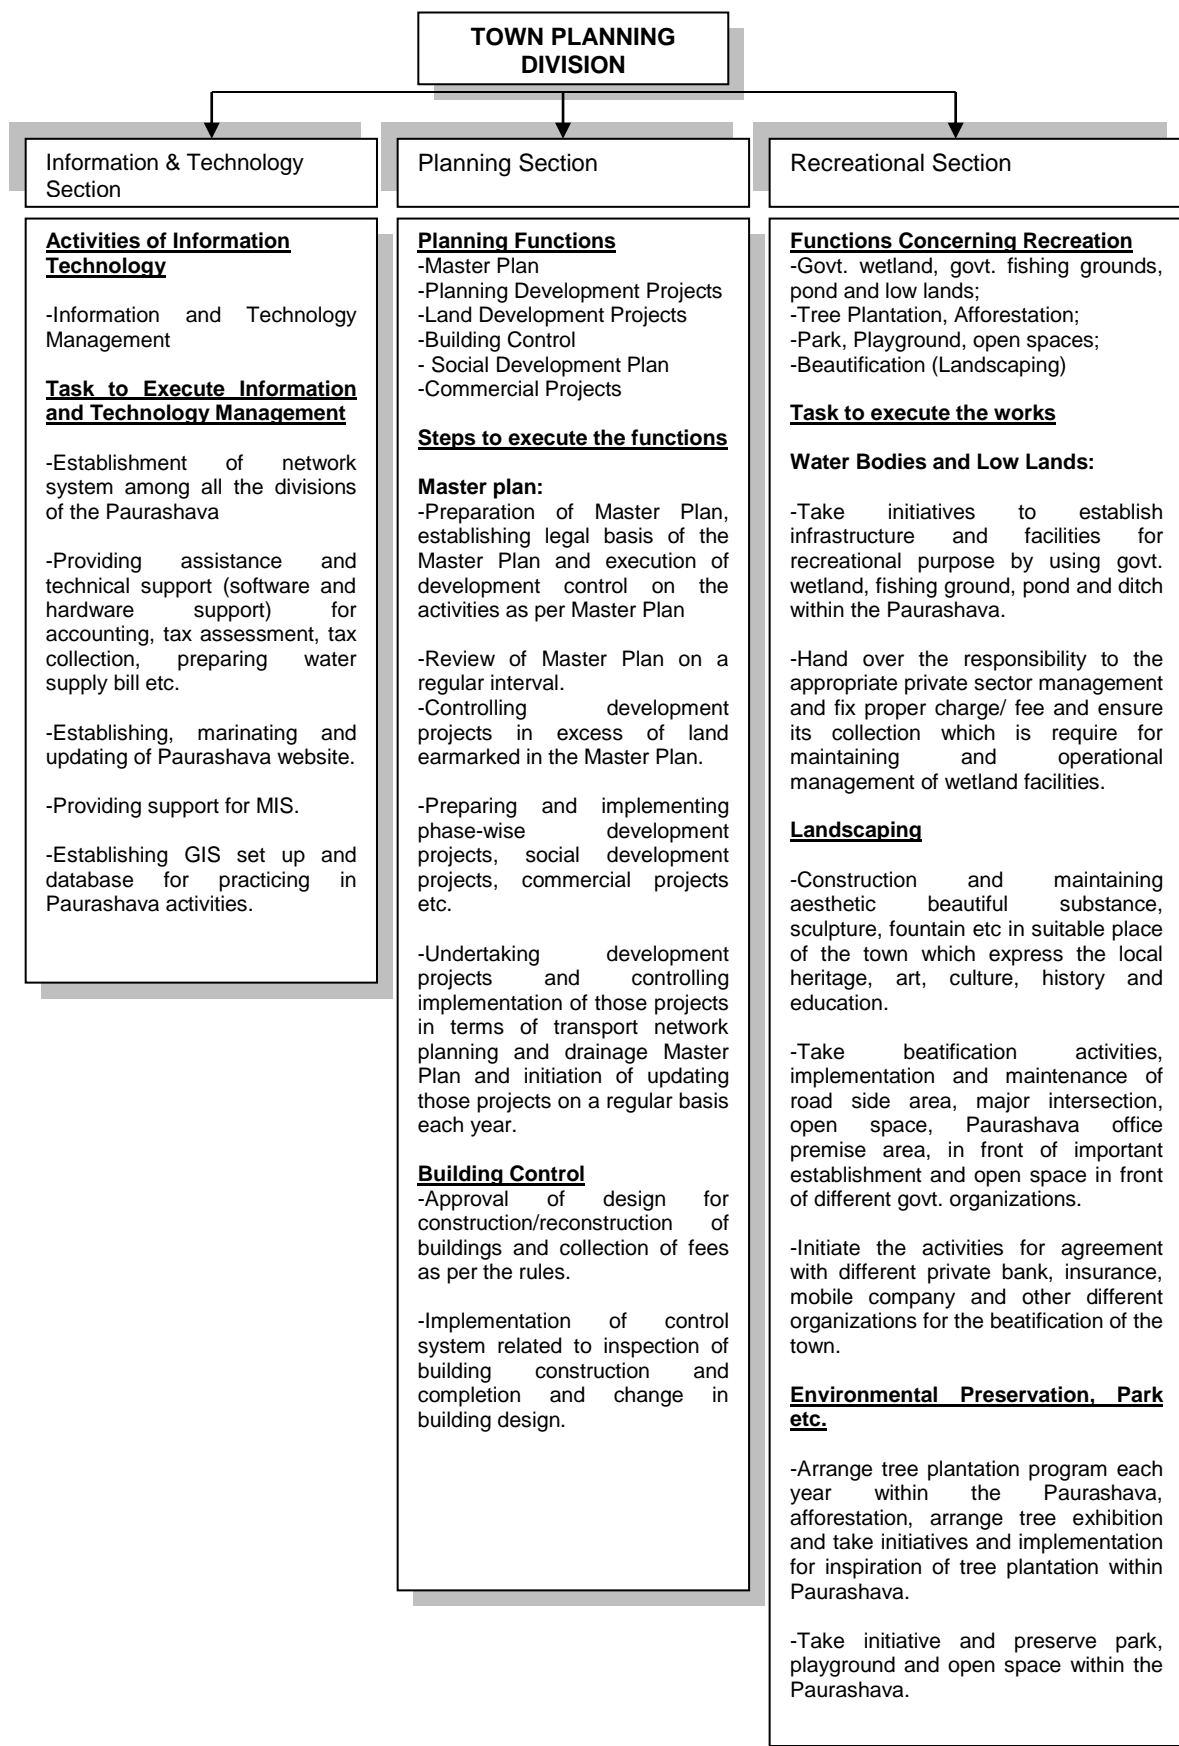 TOWN PLANNING
DIVISION
Information & Technology
Section
Activities of Information
Technology
-Information and Technology
Management
Task to Execute Information
and Technology Management
-Establishment of network
system among all the divisions
of the Paurashava
-Providing assistance and
technical support (software and
hardware support) for
accounting, tax assessment, tax
collection, preparing water
supply bill etc.
-Establishing, marinating and
updating of Paurashava website.
-Providing support for MIS.
-Establishing GIS set up and
database for practicing in
Paurashava activities.
Planning Section
Planning Functions
-Master Plan
-Planning Development Projects
-Land Development Projects
-Building Control
- Social Development Plan
-Commercial Projects
Steps to execute the functions
Master plan:
-Preparation of Master Plan,
establishing legal basis of the
Master Plan and execution of
development control on the
activities as per Master Plan
-Review of Master Plan on a
regular interval.
-Controlling development
projects in excess of land
earmarked in the Master Plan.
-Preparing and implementing
phase-wise development
projects, social development
projects, commercial projects
etc.
-Undertaking development
projects and controlling
implementation of those projects
in terms of transport network
planning and drainage Master
Plan and initiation of updating
those projects on a regular basis
each year.
Building Control
-Approval of design for
construction/reconstruction of
buildings and collection of fees
as per the rules.
-Implementation of control
system related to inspection of
building construction and
completion and change in
building design.
Recreational Section
Functions Concerning Recreation
-Govt. wetland, govt. fishing grounds,
pond and low lands;
-Tree Plantation, Afforestation;
-Park, Playground, open spaces;
-Beautification (Landscaping)
Task to execute the works
Water Bodies and Low Lands:
-Take initiatives to establish
infrastructure and facilities for
recreational purpose by using govt.
wetland, fishing ground, pond and ditch
within the Paurashava.
-Hand over the responsibility to the
appropriate private sector management
and fix proper charge/ fee and ensure
its collection which is require for
maintaining and operational
management of wetland facilities.
Landscaping
-Construction and maintaining
aesthetic beautiful substance,
sculpture, fountain etc in suitable place
of the town which express the local
heritage, art, culture, history and
education.
-Take beatification activities,
implementation and maintenance of
road side area, major intersection,
open space, Paurashava office
premise area, in front of important
establishment and open space in front
of different govt. organizations.
-Initiate the activities for agreement
with different private bank, insurance,
mobile company and other different
organizations for the beatification of the
town.
Environmental Preservation, Park
etc.
-Arrange tree plantation program each
year within the Paurashava,
afforestation, arrange tree exhibition
and take initiatives and implementation
for inspiration of tree plantation within
Paurashava.
-Take initiative and preserve park,
playground and open space within the
Paurashava.